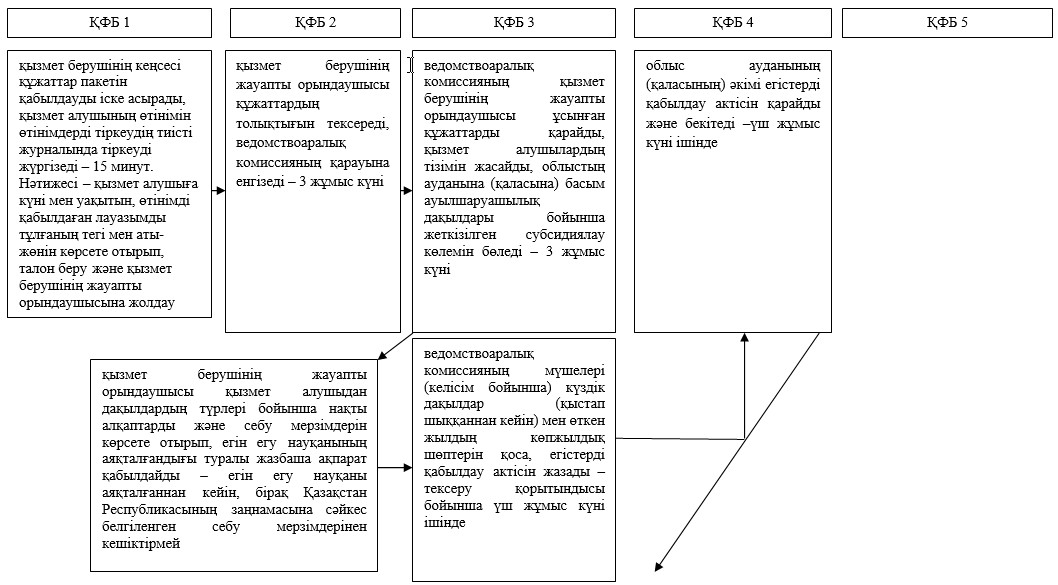 ҚФБ 1
ҚФБ 2
ҚФБ 3
ҚФБ 4
ҚФБ 5
қызмет берушінің кеңсесі
құжаттар пакетін
қабылдауды іске асырады,
қызмет алушының өтінімін
өтінімдерді тіркеудің тиісті
журналында тіркеуді
жүргізеді – 15 минут.
Нәтижесі – қызмет алушыға
күні мен уақытын, өтінімді
қабылдаған лауазымды
тұлғаның тегі мен аты-
жөнін көрсете отырып,
талон беру және қызмет
берушінің жауапты
орындаушысына жолдау
қызмет берушінің
жауапты орындаушысы
құжаттардың
толықтығын тексереді,
ведомствоаралық
комиссияның қарауына
енгізеді – 3 жұмыс күні
ведомствоаралық
комиссияның қызмет
берушінің жауапты
орындаушысы ұсынған
құжаттарды қарайды,
қызмет алушылардың
тізімін жасайды, облыстың
ауданына (қаласына) басым
ауылшаруашылық
дақылдары бойынша
жеткізілген субсидиялау
көлемін бөледі – 3 жұмыс
күні
облыс ауданының
(қаласының) әкімі егістерді
қабылдау актісін қарайды
және бекітеді –үш жұмыс
күні ішінде
қызмет берушінің жауапты
орындаушысы қызмет алушыдан
дақылдардың түрлері бойынша нақты
алқаптарды және себу мерзімдерін
көрсете отырып, егін егу науқанының
аяқталғандығы туралы жазбаша ақпарат
қабылдайды – егін егу науқаны
аяқталғаннан кейін, бірақ Қазақстан
Республикасының заңнамасына сәйкес
белгіленген себу мерзімдерінен
кешіктірмей
ведомствоаралық
комиссияның мүшелері
(келісім бойынша) күздік
дақылдар (қыстап
шыққаннан кейін) мен өткен
жылдың көпжылдық
шөптерін қоса, егістерді
қабылдау актісін жазады –
тексеру қорытындысы
бойынша үш жұмыс күні
ішінде